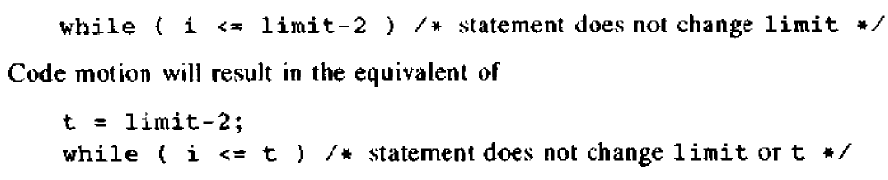 while ( i <= limit-2 ) /* statement does not change limit */
Code motion will result in the equivalent of
t = limit-2;
while ( i <= t ) /* statement does not change limit or t */